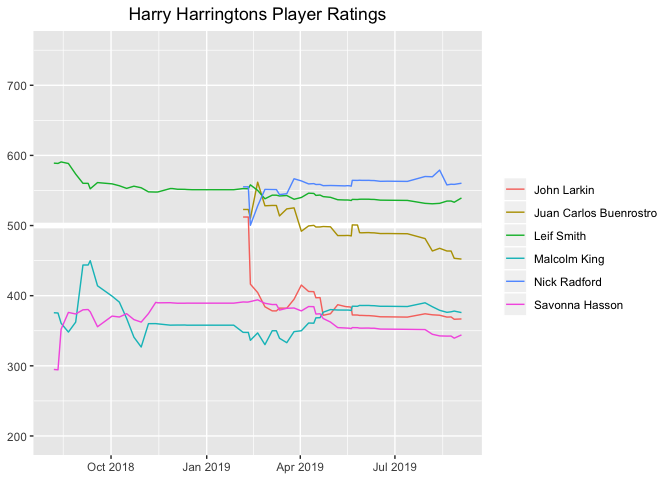 Harry Harringtons Player Ratings
700
600
500
400
300
200
Oct 2018 Jan 2019 Apr 2019 Jul 2019
John Larkin
Juan Carlos Buenrostro
Leif Smith
Malcolm King
Nick Radford
Savonna Hasson